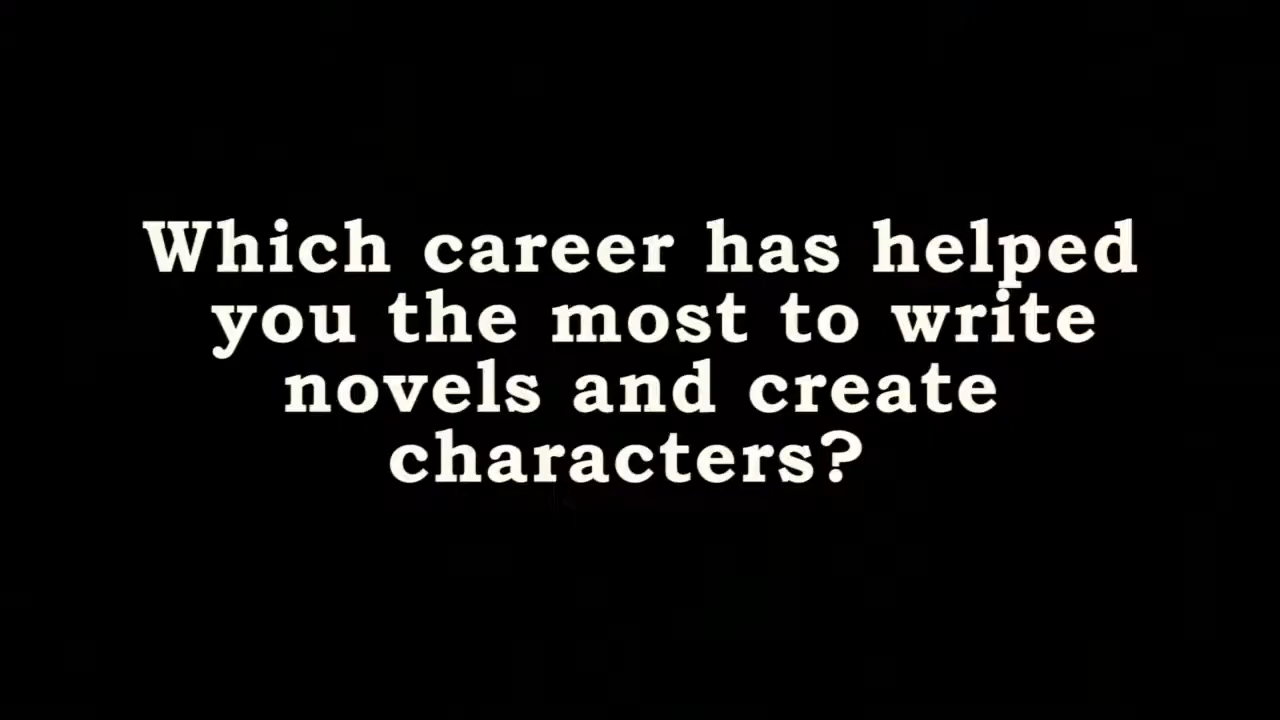 Which career has helped
you the most to write
novels and create
characters?